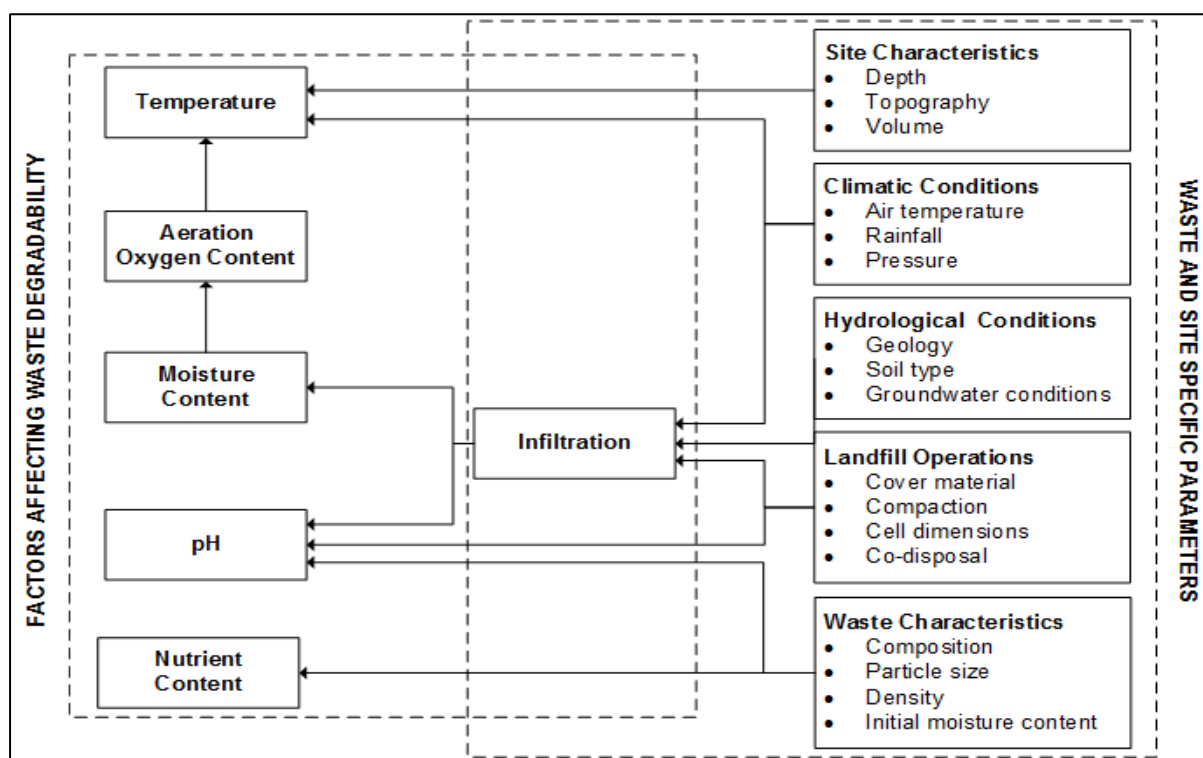 FACTORS AFFECTING WASTE DEGRADABILITY
Temperature
Aeration
Oxygen Content
Moisture
Content
pH
Nutrient
Content
Infiltration
Site Characteristics
• Depth
• Topography
• Volume
Climatic Conditions
• Air temperature
• Rainfall
• Pressure
Hydrological Conditions
• Geology
• Soil type
• Groundwater conditions
Landfill Operations
• Cover material
• Compaction
• Cell dimensions
• Co-disposal
Waste Characteristics
• Composition
• Particle size
• Density
• Initial moisture content
WASTE AND SITE SPECIFIC PARAMETERS